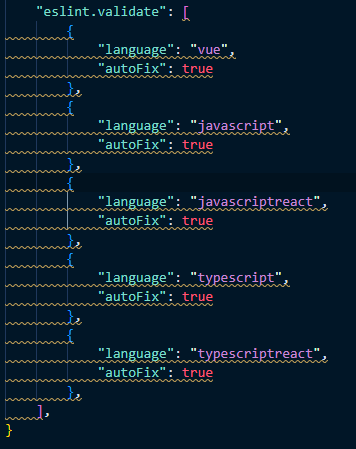 "eslint.validate": [
{
"language": "vue",
"autoFix": true
},
{
"language": "javascript",
"autoFix": true
},
{
"language": "javascriptreact",
"autoFix": true
},
{
"language": "typescript",
"autoFix": true
},
{
"language": "typescriptreact",
"autoFix": true
},
],
}